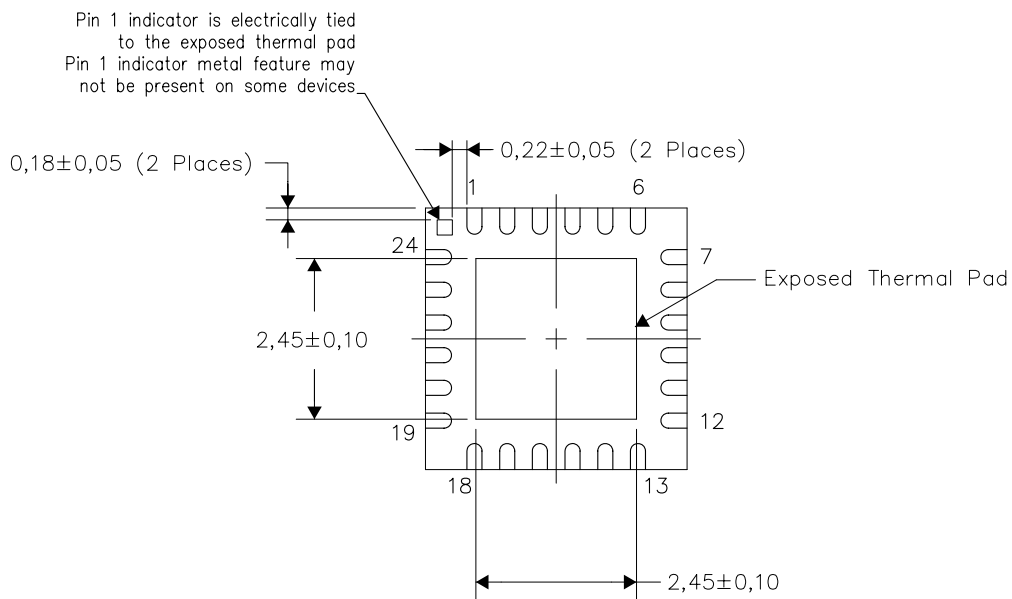 Pin 1 indicator is electrically tied
to the exposed thermal pad
Pin 1 indicator metal feature may
not be present on some devices
0,18±0,05 (2 Places)
0,22±0,05 (2 Places)
1
6
24
7
Exposed Thermal Pad
2,45±0,10
19
12
18
13
2,45±0,10